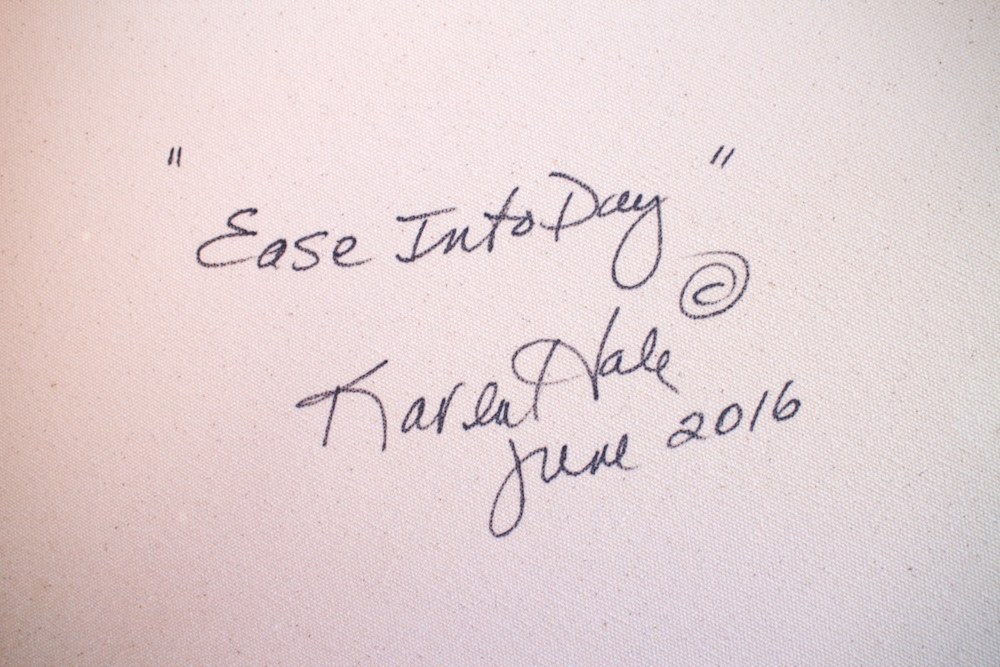 "Ease Into Day"
©
Karen Hale
June 2016